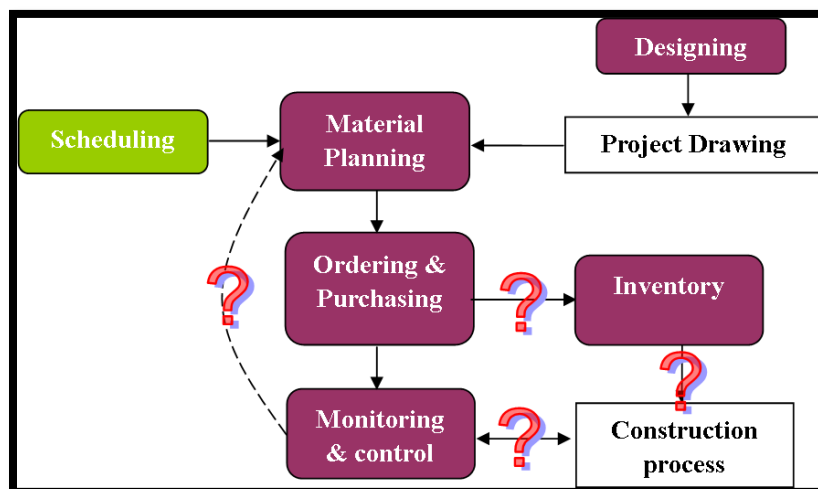 Designing
Scheduling
Material
Planning
Project Drawing
Ordering &
Purchasing
?
?
Inventory
?
Monitoring
& control
?
Construction
process